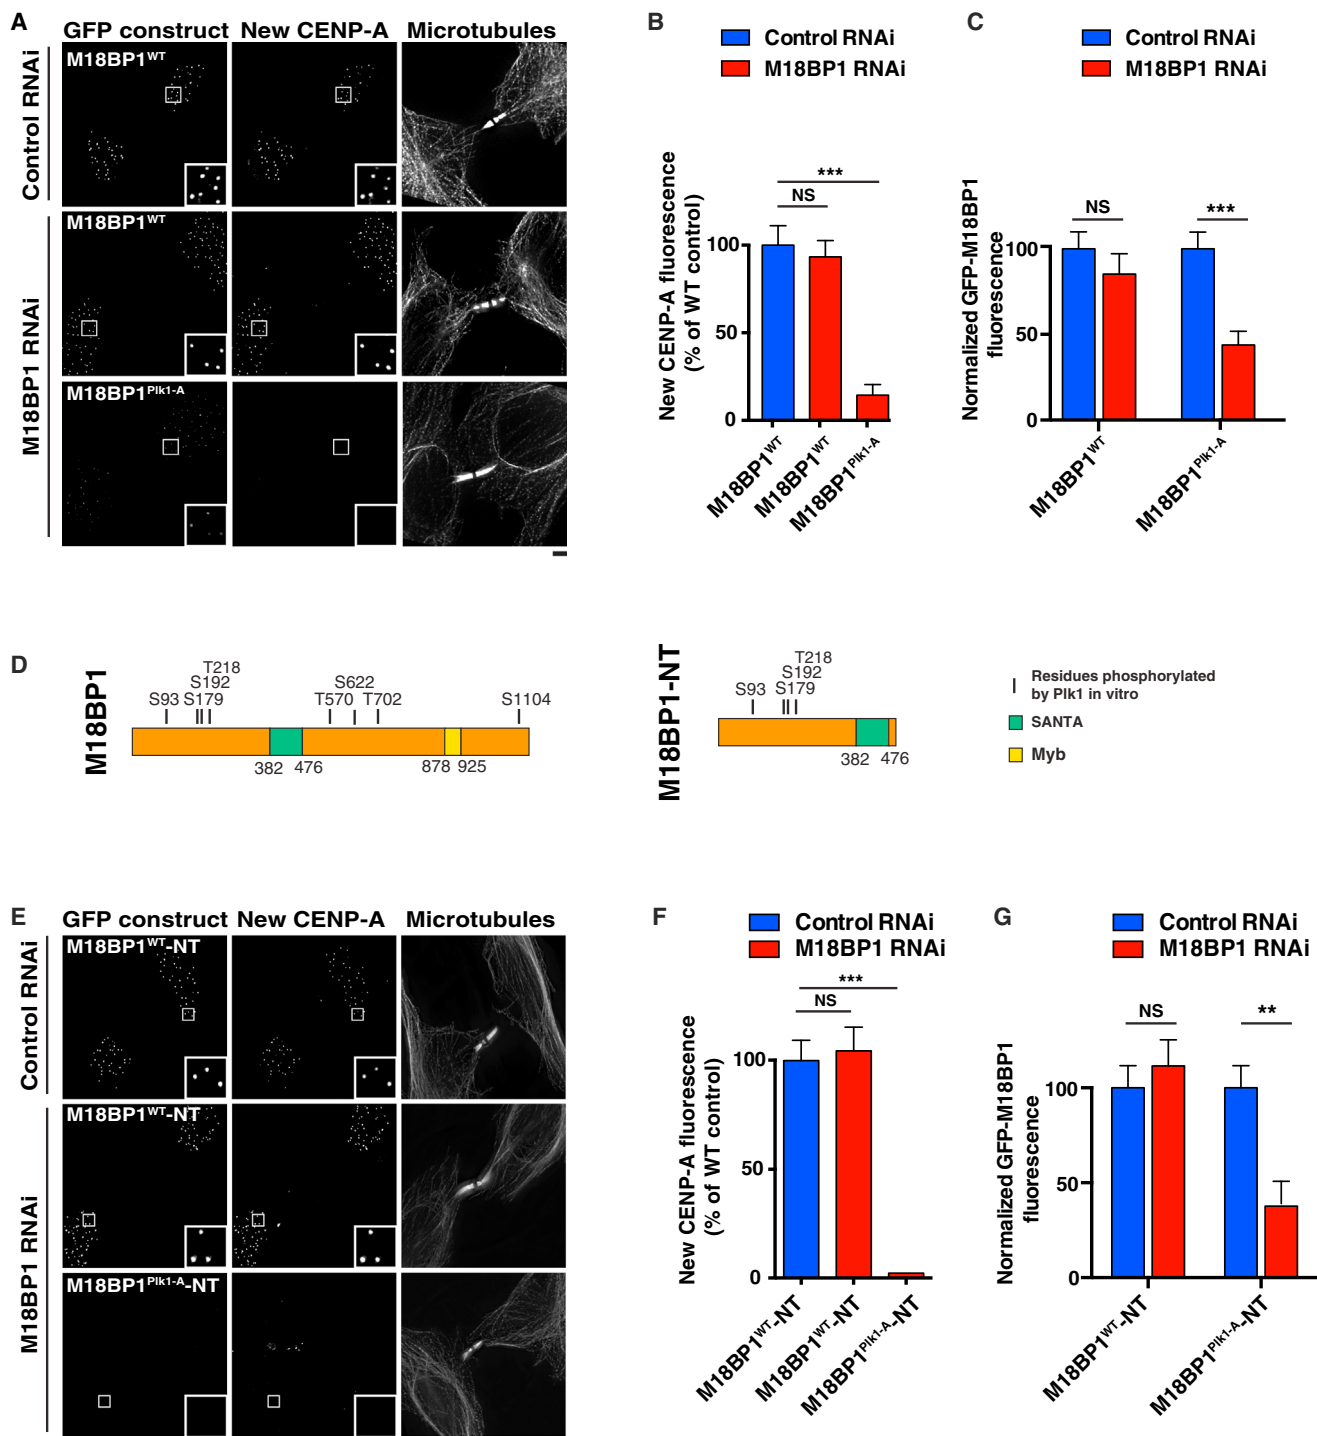 A
GFP construct New CENP-A Microtubules
Control RNAi
M18BP1WT
M18BP1 RNAi
M18BP1WT
M18BP1Plk1-A
B
Control RNAi
M18BP1 RNAi
New CENP-A fluorescence
(% of WT control)
100
50
0
***
NS
M18BP1WT
M18BP1WT
M18BP1Plk1-A
C
Control RNAi
M18BP1 RNAi
Normalized GFP-M18BP1
fluorescence
100
50
0
NS
***
M18BP1WT
M18BP1Plk1-A
D
M18BP1
T218
S192
S93 S179
S622
T570 T702
S1104
382 476
878 925
M18BP1-NT
T218
S192
S93 S179
382 476
Residues phosphorylated
by Plk1 in vitro
SANTA
Myb
E
GFP construct New CENP-A Microtubules
Control RNAi
M18BP1WT-NT
M18BP1 RNAi
M18BP1WT-NT
M18BP1Plk1-A-NT
F
Control RNAi
M18BP1 RNAi
New CENP-A fluorescence
(% of WT control)
100
50
0
***
NS
M18BP1WT-NT
M18BP1WT-NT
M18BP1Plk1-A-NT
G
Control RNAi
M18BP1 RNAi
Normalized GFP-M18BP1
fluorescence
100
50
0
NS
**
M18BP1WT-NT
M18BP1Plk1-A-NT